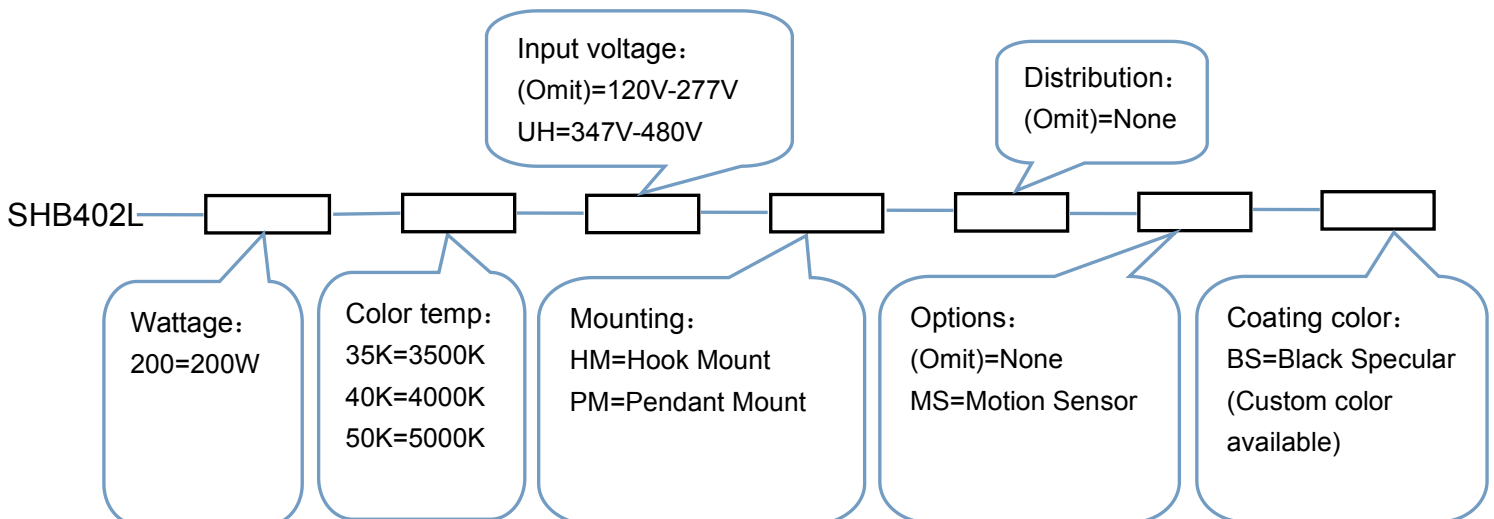 Input voltage：
(Omit)=120V-277V
UH=347V-480V
Distribution：
(Omit)=None
SHB402L
Wattage：
200=200W
Color temp：
35K=3500K
40K=4000K
50K=5000K
Mounting：
HM=Hook Mount
PM=Pendant Mount
Options：
(Omit)=None
MS=Motion Sensor
Coating color：
BS=Black Specular
(Custom color
available)